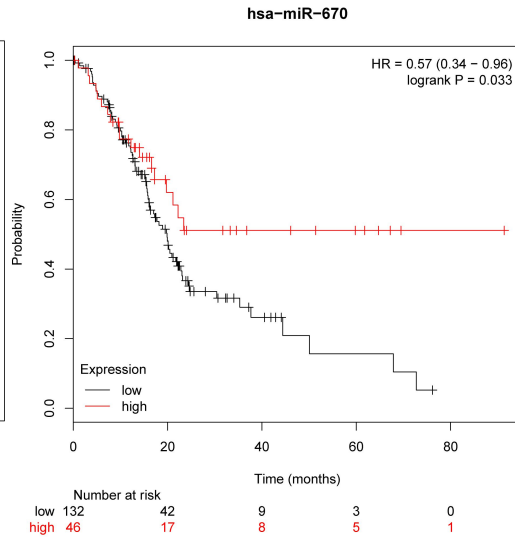 hsa−miR−670
HR = 0.57 (0.34 − 0.96)
logrank P = 0.033
Probability
1.0
0.8
0.6
0.4
0.2
0.0
Expression
low
high
0 20 40 60 80
Time (months)
Number at risk
low 132 42 9 3 0
high 46 17 8 5 1